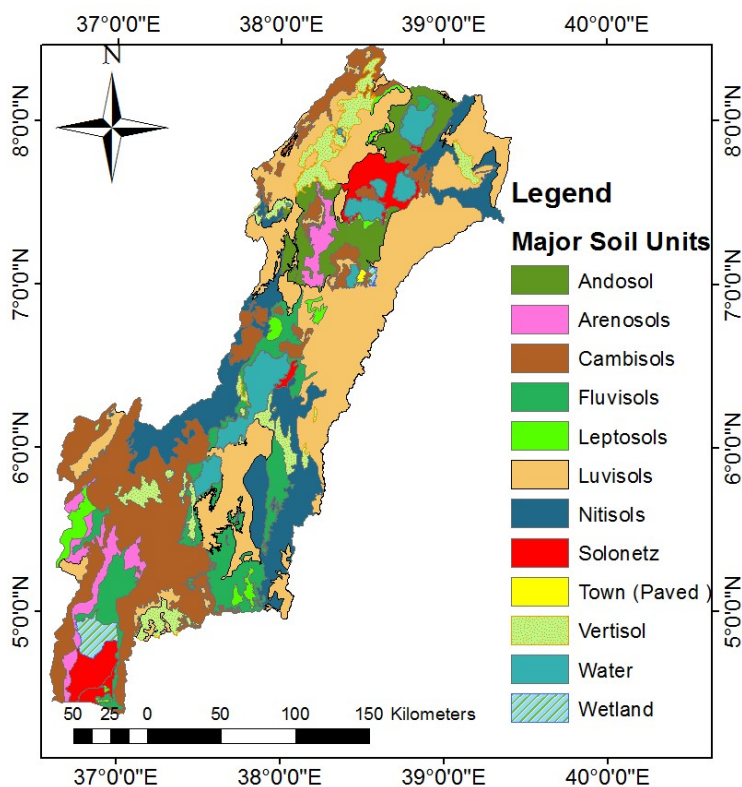 37°0'0"E 38°0'0"E 39°0'0"E 40°0'0"E
N
8°0'0"N 8°0'0"N
Legend
Major Soil Units
7°0'0"N 7°0'0"N
Andosol
Arenosols
Cambisols
Fluvisols
Leptosols
6°0'0"N 6°0'0"N
Luvisols
Nitisols
Solonetz
5°0'0"N 5°0'0"N
Town (Paved )
Vertisol
Water
Wetland
50 25 0 50 100 150 Kilometers
37°0'0"E 38°0'0"E 39°0'0"E 40°0'0"E